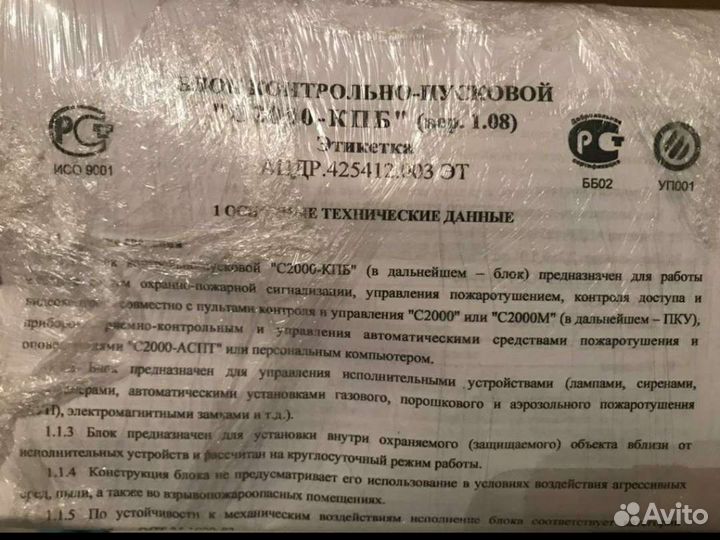 БЛОК КОНТРОЛЬНО-ПУСКОВОЙ
"С2000-КПБ" (вер. 1.08)
Этикетка
АЦДР.425412.003 ЭТ
РСТ
ИСО 9001
Добровольная
РСТ
сертификация
ББ02
УП001
1 ОСНОВНЫЕ ТЕХНИЧЕСКИЕ ДАННЫЕ
"С2000-КПБ" (в дальнейшем – блок) предназначен для работы
охранно-пожарной сигнализации, управления пожаротушением, контроля доступа и
совместно с пультами контроля и управления "С2000" или "С2000М" (в дальнейшем – ПКУ),
и управления автоматическими средствами пожаротушения и
"С2000-АСПТ" или персональным компьютером.
Блок предназначен для управления исполнительными устройствами (лампами, сиренами,
автоматическими установками газового, порошкового и аэрозольного пожаротушения
электромагнитными замками и т.д.).
1.1.3 Блок предназначен для установки внутри охраняемого (защищаемого) объекта вблизи от
исполнительных устройств и рассчитан на круглосуточный режим работы.
1.1.4 Конструкция блока не предусматривает его использование в условиях воздействия агрессивных
сред, пыли, а также во взрывопожароопасных помещениях.
1.1.5 По устойчивости к механическим воздействиям исполнение блока соответствует
Avito